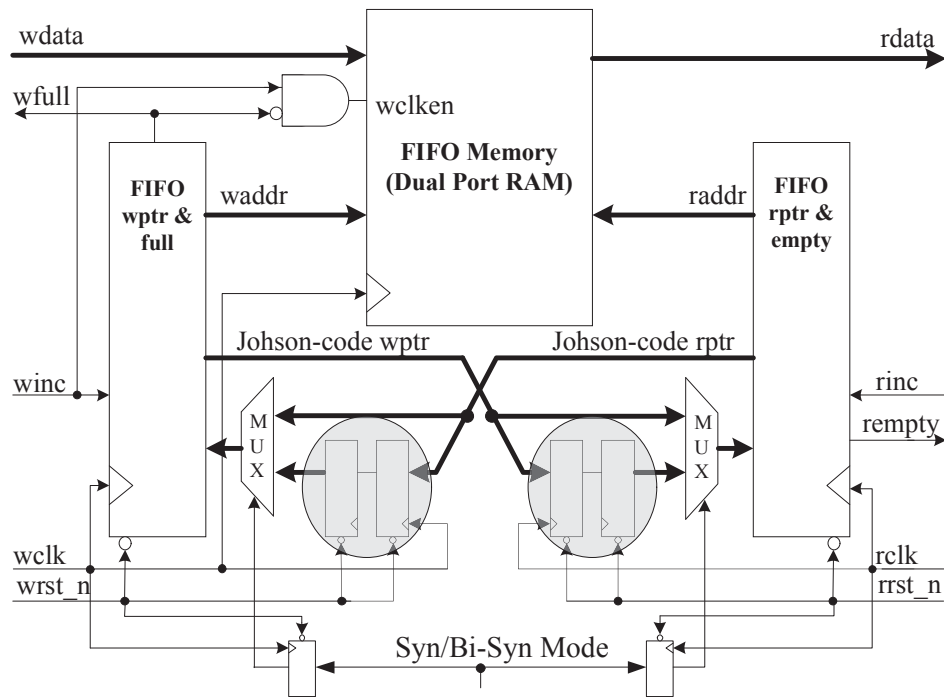 wdata
rdata
wfull
wclken
FIFO Memory
(Dual Port RAM)
FIFO
wptr &
full
waddr
raddr
FIFO
rptr &
empty
Johson-code wptr
Johson-code rptr
winc
rinc
rempty
M
U
X
M
U
X
wclk
rclk
wrst_n
rrst_n
Syn/Bi-Syn Mode